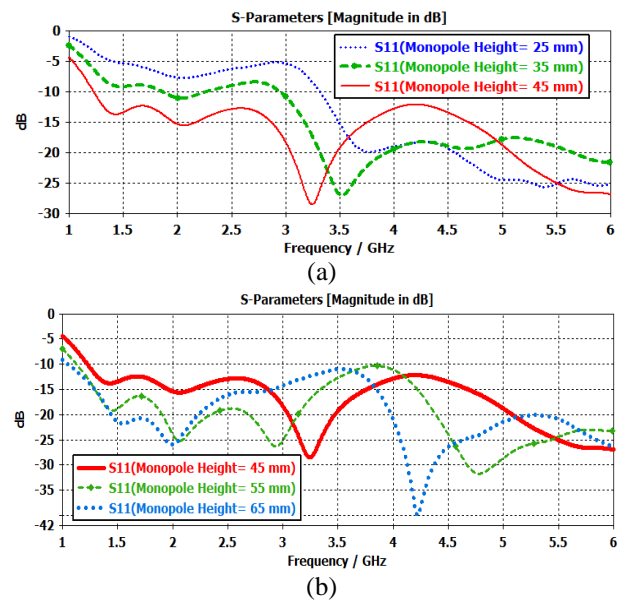 S-Parameters [Magnitude in dB]
0
-5
-10
-15
-20
-25
-30
dB
S11(Monopole Height= 25 mm)
S11(Monopole Height= 35 mm)
S11(Monopole Height= 45 mm)
1 1.5 2 2.5 3 3.5 4 4.5 5 5.5 6
Frequency / GHz
(a)
S-Parameters [Magnitude in dB]
0
-5
-10
-15
-20
-25
-30
-35
-42
dB
S11(Monopole Height= 45 mm)
S11(Monopole Height= 55 mm)
S11(Monopole Height= 65 mm)
1 1.5 2 2.5 3 3.5 4 4.5 5 5.5 6
Frequency / GHz
(b)